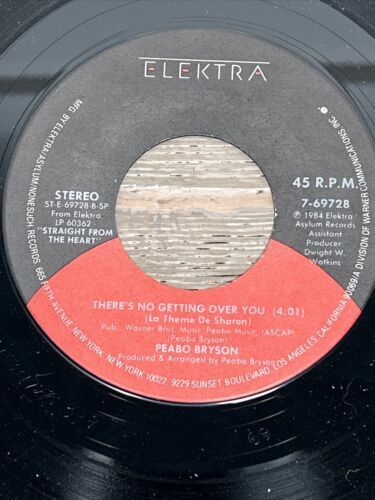 ELEKTRA
STEREO
ST-E 69728-B-SP
From Elektra
LP 60362
"STRAIGHT FROM
THE HEART"
45 R.P.M.
7-69728
Ⓟ 1984 Elektra/
Asylum Records
Assistant
Producer
Dwight W.
Watkins
THERE'S NO GETTING OVER YOU (4:01)
(La Theme De Sharon)
Pub. Warner Bros. Music/Peabo Music (ASCAP)
(Peabo Bryson)
PEABO BRYSON
Produced & Arranged by Peabo Bryson
MFG BY ELEKTRA/ASYLUM/NONESUCH RECORDS 665 FIFTH AVENUE, NEW YORK, NEW YORK 10022. 9229 SUNSET BOULEVARD, LOS ANGELES, CALIFORNIA 90069/A DIVISION OF WARNER COMMUNICATIONS INC.